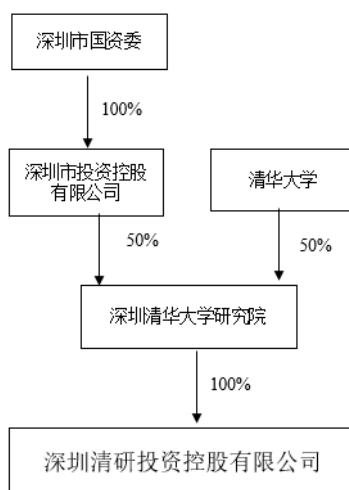 深圳市国资委
100%
深圳市投资控股
有限公司
清华大学
50%
50%
深圳清华大学研究院
100%
深圳清研投资控股有限公司